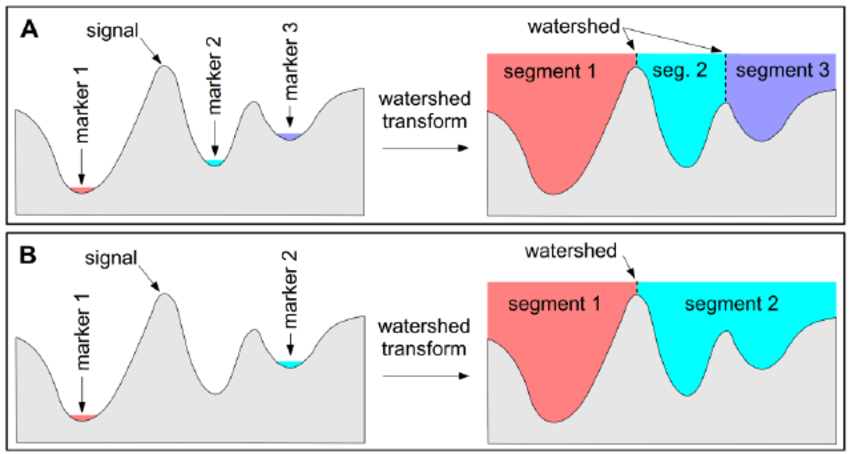 A
signal
marker 1
marker 2
marker 3
watershed
transform
watershed
segment 1
seg. 2
segment 3
B
signal
marker 1
marker 2
watershed
transform
watershed
segment 1
segment 2